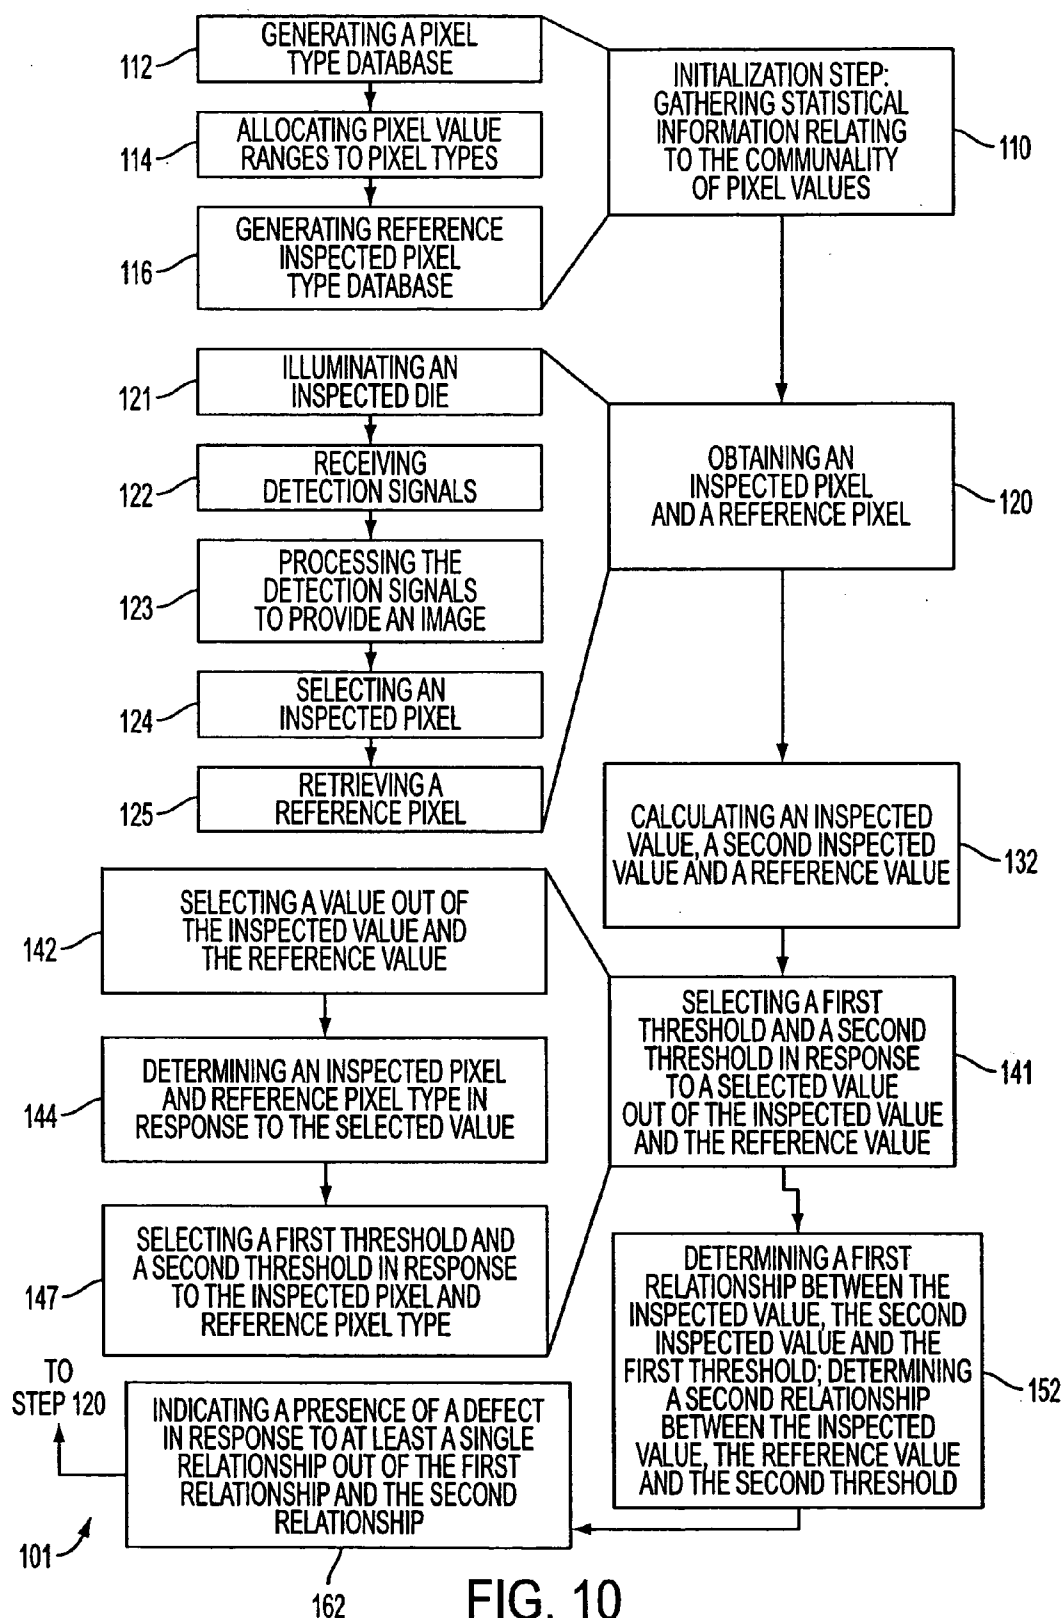 GENERATING A PIXEL
TYPE DATABASE
112
ALLOCATING PIXEL VALUE
RANGES TO PIXEL TYPES
114
GENERATING REFERENCE
INSPECTED PIXEL
TYPE DATABASE
116
INITIALIZATION STEP:
GATHERING STATISTICAL
INFORMATION RELATING
TO THE COMMUNALITY
OF PIXEL VALUES
110
ILLUMINATING AN
INSPECTED DIE
121
RECEIVING
DETECTION SIGNALS
122
PROCESSING THE
DETECTION SIGNALS
TO PROVIDE AN IMAGE
123
SELECTING AN
INSPECTED PIXEL
124
RETRIEVING A
REFERENCE PIXEL
125
OBTAINING AN
INSPECTED PIXEL
AND A REFERENCE PIXEL
120
CALCULATING AN INSPECTED
VALUE, A SECOND INSPECTED
VALUE AND A REFERENCE VALUE
132
SELECTING A VALUE OUT OF
THE INSPECTED VALUE AND
THE REFERENCE VALUE
142
DETERMINING AN INSPECTED PIXEL
AND REFERENCE PIXEL TYPE IN
RESPONSE TO THE SELECTED VALUE
144
SELECTING A FIRST THRESHOLD AND
A SECOND THRESHOLD IN RESPONSE
TO THE INSPECTED PIXEL AND
REFERENCE PIXEL TYPE
147
SELECTING A FIRST
THRESHOLD AND A SECOND
THRESHOLD IN RESPONSE
TO A SELECTED VALUE
OUT OF THE INSPECTED VALUE
AND THE REFERENCE VALUE
141
DETERMINING A FIRST
RELATIONSHIP BETWEEN THE
INSPECTED VALUE, THE SECOND
INSPECTED VALUE AND THE
FIRST THRESHOLD; DETERMINING
A SECOND RELATIONSHIP
BETWEEN THE INSPECTED
VALUE, THE REFERENCE VALUE
AND THE SECOND THRESHOLD
152
TO
STEP 120
INDICATING A PRESENCE OF A DEFECT
IN RESPONSE TO AT LEAST A SINGLE
RELATIONSHIP OUT OF THE FIRST
RELATIONSHIP AND THE SECOND
RELATIONSHIP
101
162
FIG. 10